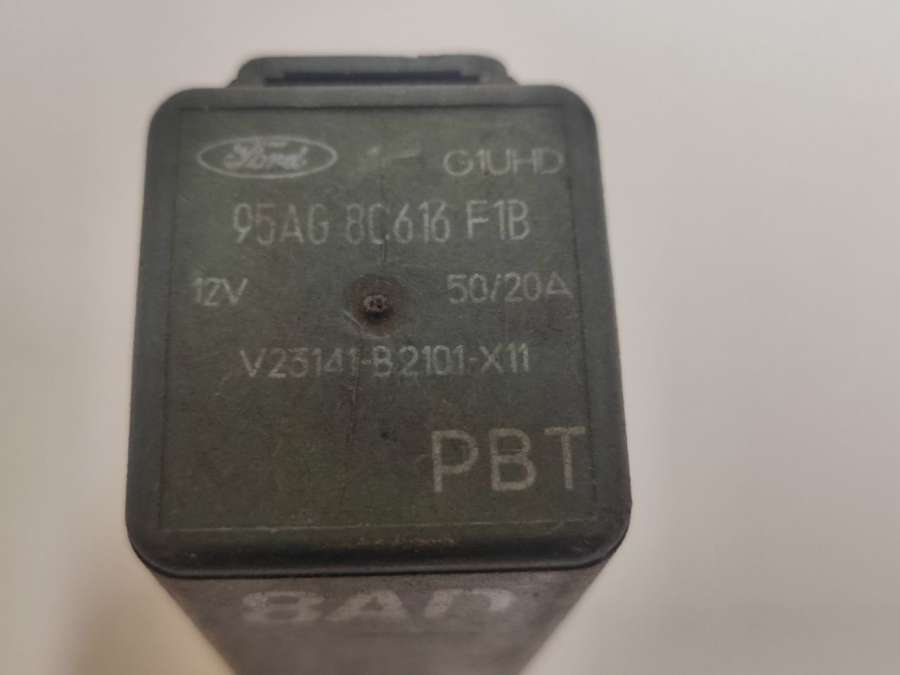 Ford G1UHD
95AG 8C616 F1B
12V 50/20A
V23141-B2101-X11
PBT
8AD